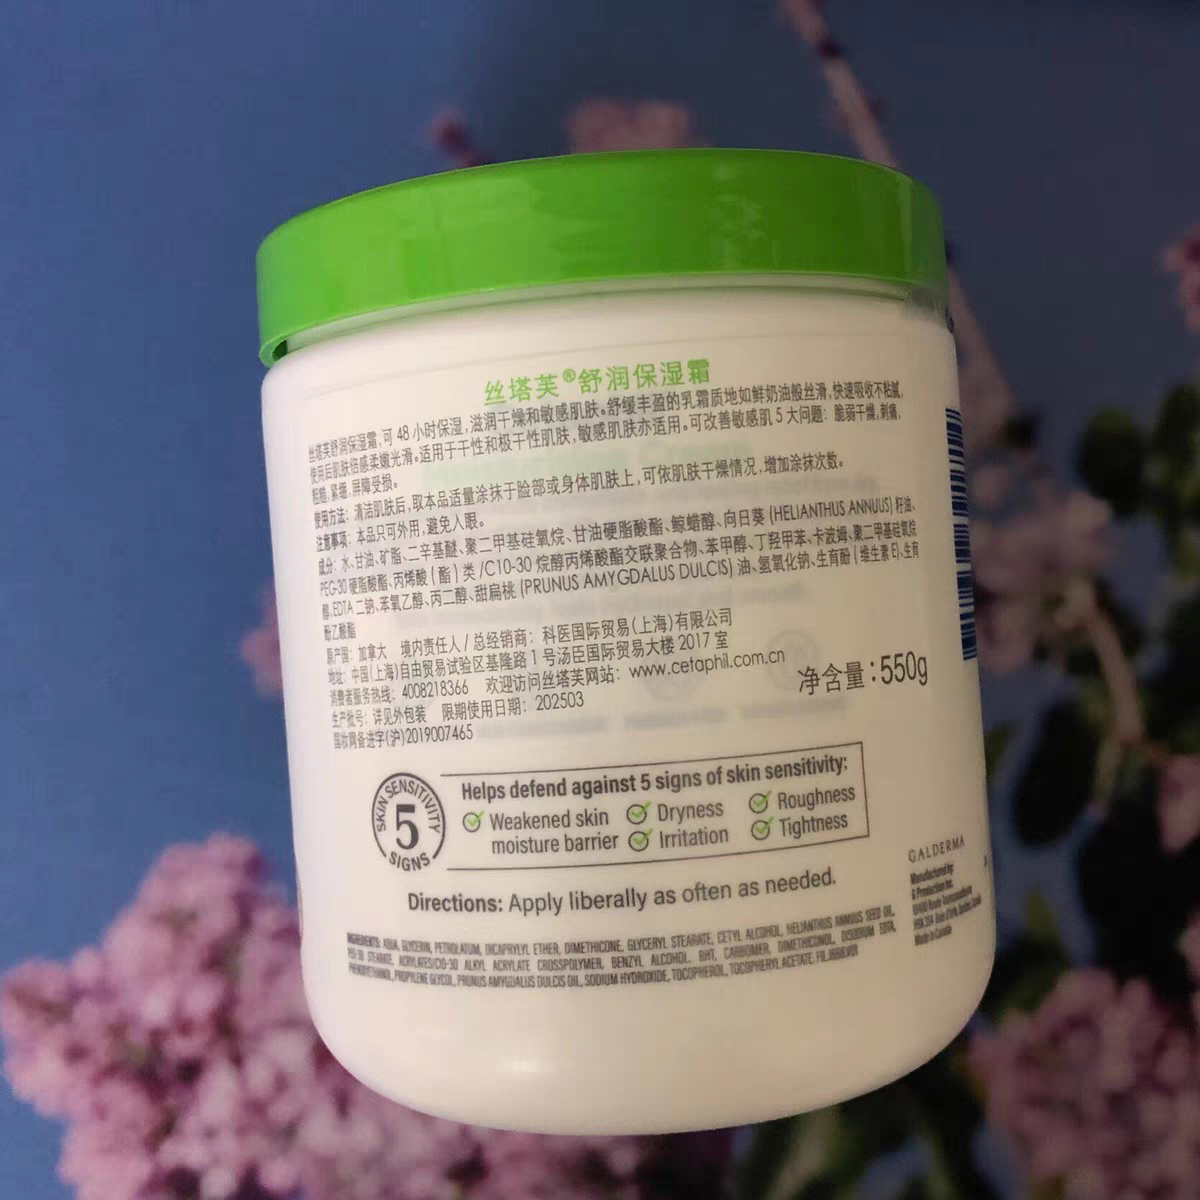 丝塔芙®舒润保湿霜
丝塔芙舒润保湿霜,可 48 小时保湿,滋润干燥和敏感肌肤。舒缓丰盈的乳霜质地如鲜奶油般丝滑,快速吸收不粘腻,
使用后肌肤倍感柔嫩光滑。适用于干性和极干性肌肤,敏感肌肤亦适用。可改善敏感肌 5 大问题: 脆弱干燥,刺痛,
粗糙,紧绷,屏障受损。
使用方法: 清洁肌肤后,取本品适量涂抹于脸部或身体肌肤上,可依肌肤干燥情况,增加涂抹次数。
注意事项: 本品只可外用,避免入眼。
成分: 水、甘油、矿脂、二辛基醚、聚二甲基硅氧烷、甘油硬脂酸酯、鲸蜡醇、向日葵 (HELIANTHUS ANNUUS) 籽油、
PEG-30 硬脂酸酯、丙烯酸 ( 酯 ) 类 /C10-30 烷醇丙烯酸酯交联聚合物、苯甲醇、丁羟甲苯、卡波姆、聚二甲基硅氧烷
醇、EDTA 二钠、苯氧乙醇、丙二醇、甜扁桃 (PRUNUS AMYGDALUS DULCIS) 油、氢氧化钠、生育酚 ( 维生素 E)、生育
酚乙酸酯
原产国: 加拿大 境内责任人 / 总经销商: 科医国际贸易(上海)有限公司
地址: 中国(上海)自由贸易试验区基隆路 1 号汤臣国际贸易大楼 2017 室
消费者服务热线: 4008218366 欢迎访问丝塔芙网站: www.cetaphil.com.cn
生产批号: 详见外包装 限期使用日期: 202503
国妆网备进字(沪)2019007465
净含量:550g
SKIN SENSITIVITY
5
SIGNS
Helps defend against 5 signs of skin sensitivity:
Weakened skin moisture barrier
Dryness
Irritation
Roughness
Tightness
Directions: Apply liberally as often as needed.
INGREDIENTS: AQUA, GLYCERIN, PETROLATUM, DICAPRYLYL ETHER, DIMETHICONE, GLYCERYL STEARATE, CETYL ALCOHOL, HELIANTHUS ANNUUS SEED OIL,
PEG-30 STEARATE, ACRYLATES/C10-30 ALKYL ACRYLATE CROSSPOLYMER, BENZYL ALCOHOL, BHT, CARBOMER, DIMETHICONOL, DISODIUM EDTA,
PHENOXYETHANOL, PROPYLENE GLYCOL, PRUNUS AMYGDALUS DULCIS OIL, SODIUM HYDROXIDE, TOCOPHEROL, TOCOPHERYL ACETATE.
GALDERMA
Manufactured by:
G Production Inc.
Made in Canada